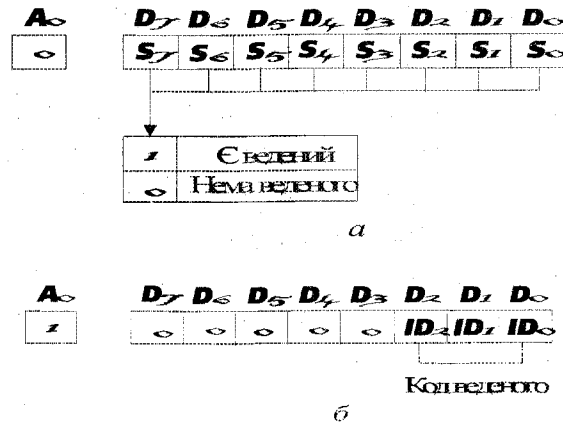 A₀ D₇ D₆ D₅ D₄ D₃ D₂ D₁ D₀
0 S₇ S₆ S₅ S₄ S₃ S₂ S₁ S₀
1 Є ведений
0 Нема веденого
а
A₀ D₇ D₆ D₅ D₄ D₃ D₂ D₁ D₀
1 0 0 0 0 0 ID₂ ID₁ ID₀
Код веденого
б